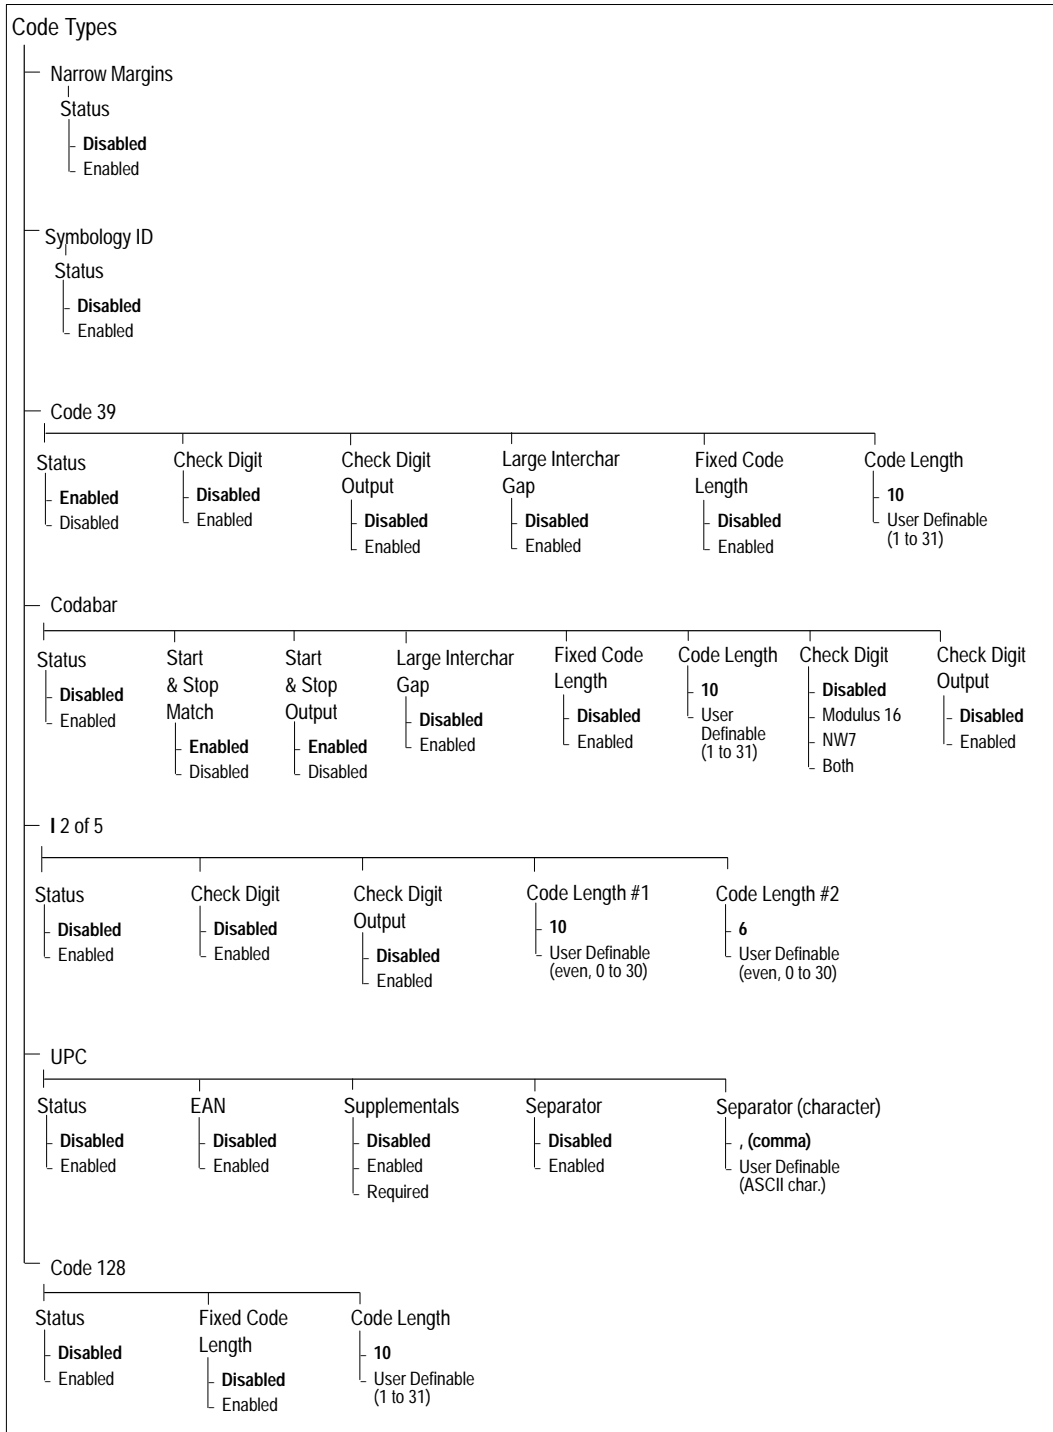 Code Types
Narrow Margins
Status
Disabled
Enabled
Symbology ID
Status
Disabled
Enabled
Code 39
Status
Enabled
Disabled
Check Digit
Disabled
Enabled
Check Digit
Output
Disabled
Enabled
Large Interchar
Gap
Disabled
Enabled
Fixed Code
Length
Disabled
Enabled
Code Length
10
User Definable
(1 to 31)
Codabar
Status
Disabled
Enabled
Start
& Stop
Match
Enabled
Disabled
Start
& Stop
Output
Enabled
Disabled
Large Interchar
Gap
Disabled
Enabled
Fixed Code
Length
Disabled
Enabled
Code Length
10
User
Definable
(1 to 31)
Check Digit
Disabled
Modulus 16
NW7
Both
Check Digit
Output
Disabled
Enabled
I 2 of 5
Status
Disabled
Enabled
Check Digit
Disabled
Enabled
Check Digit
Output
Disabled
Enabled
Code Length #1
10
User Definable
(even, 0 to 30)
Code Length #2
6
User Definable
(even, 0 to 30)
UPC
Status
Disabled
Enabled
EAN
Disabled
Enabled
Supplementals
Disabled
Enabled
Required
Separator
Disabled
Enabled
Separator (character)
, (comma)
User Definable
(ASCII char.)
Code 128
Status
Disabled
Enabled
Fixed Code
Length
Disabled
Enabled
Code Length
10
User Definable
(1 to 31)